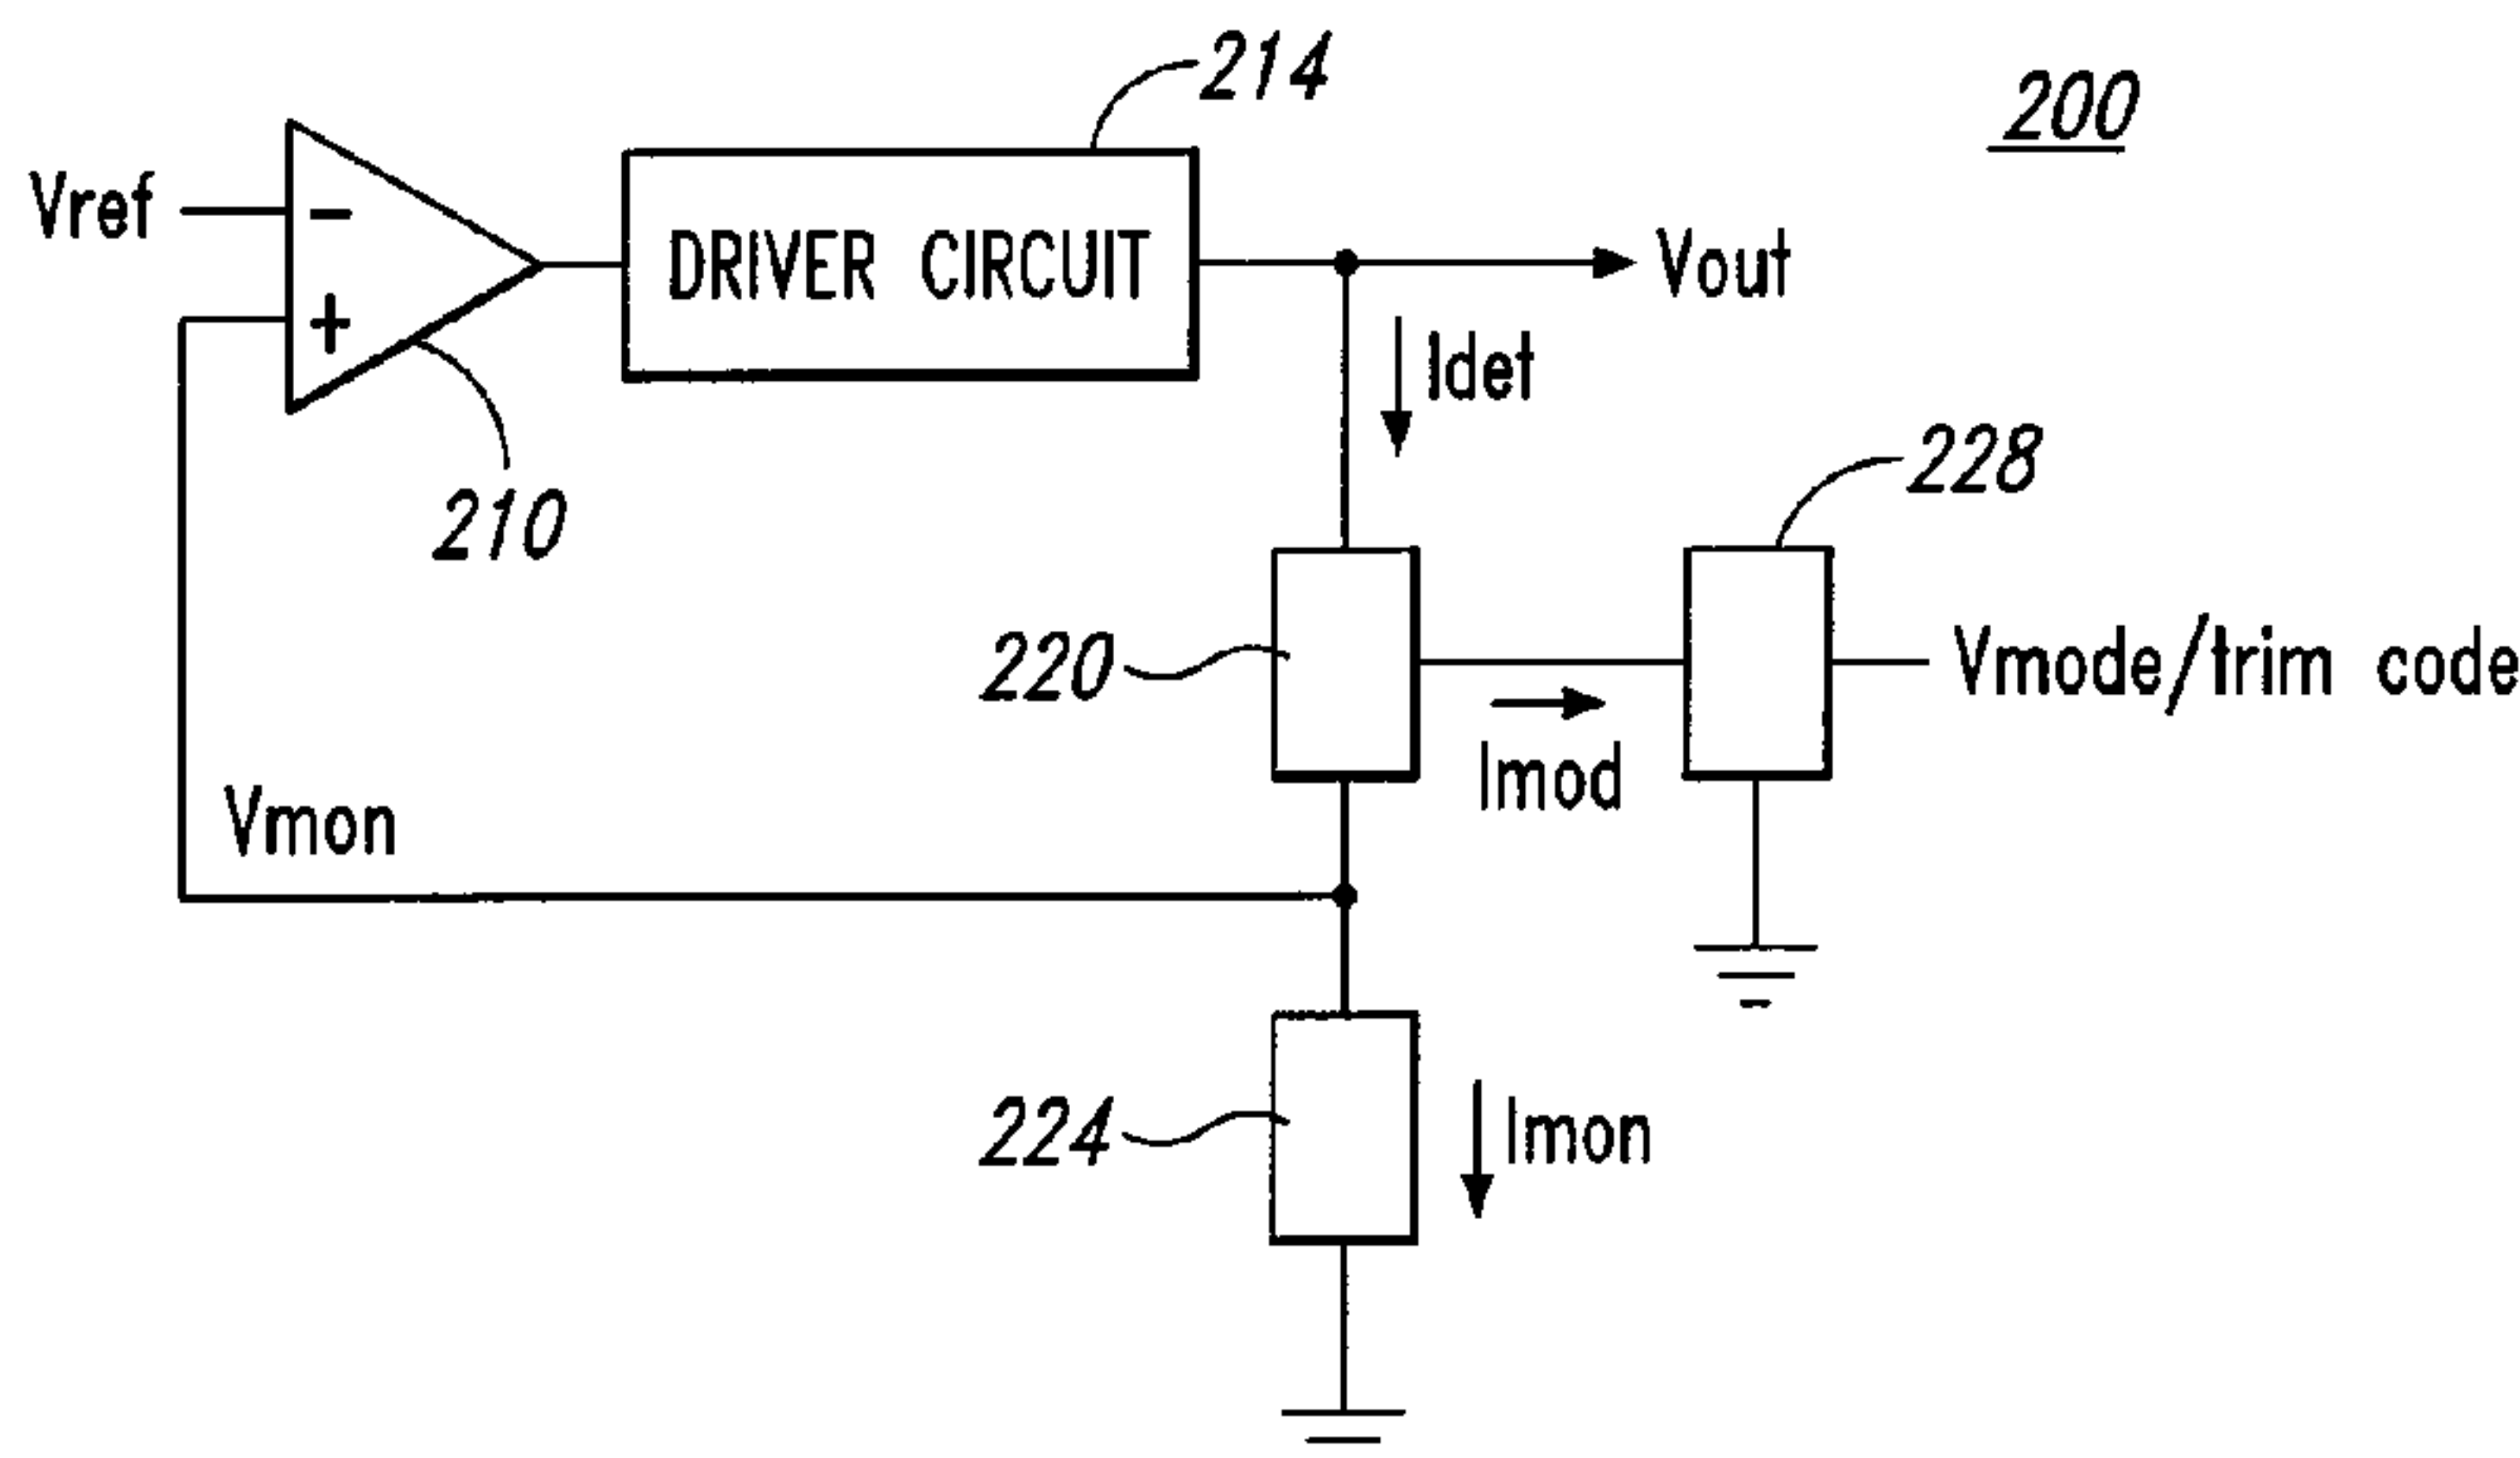 214
200
Vref
-
+
DRIVER CIRCUIT
Vout
Idet
210
228
220
Vmode/trim code
Imod
Vmon
224
Imon